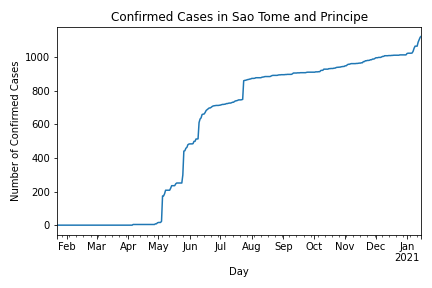 Confirmed Cases in Sao Tome and Principe
Number of Confirmed Cases
1000
800
600
400
200
0
Feb Mar Apr May Jun Jul Aug Sep Oct Nov Dec Jan
2021
Day